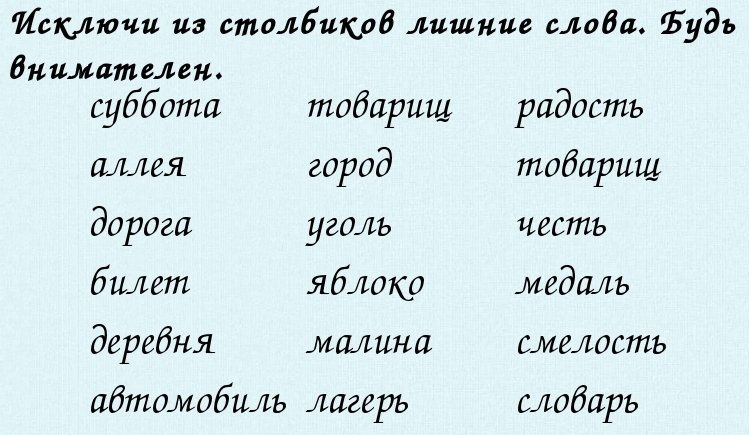 Исключи из столбиков лишние слова. Будь
внимателен.
суббота товарищ радость
аллея город товарищ
дорога уголь честь
билет яблоко медаль
деревня малина смелость
автомобиль лагерь словарь